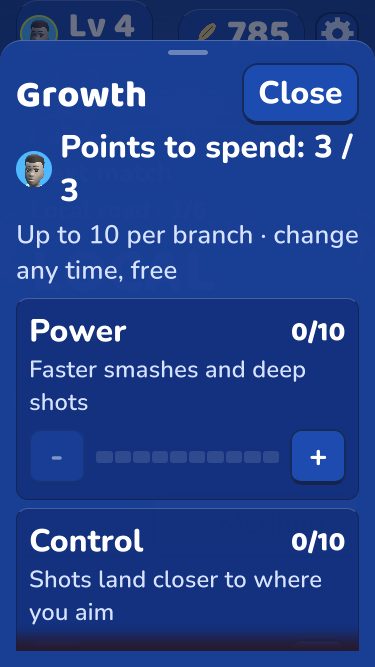 Lv 4
785
Growth
Close
Points to spend: 3 /
3
Up to 10 per branch · change
any time, free
Power
0/10
Faster smashes and deep
shots
-
+
Control
0/10
Shots land closer to where
you aim